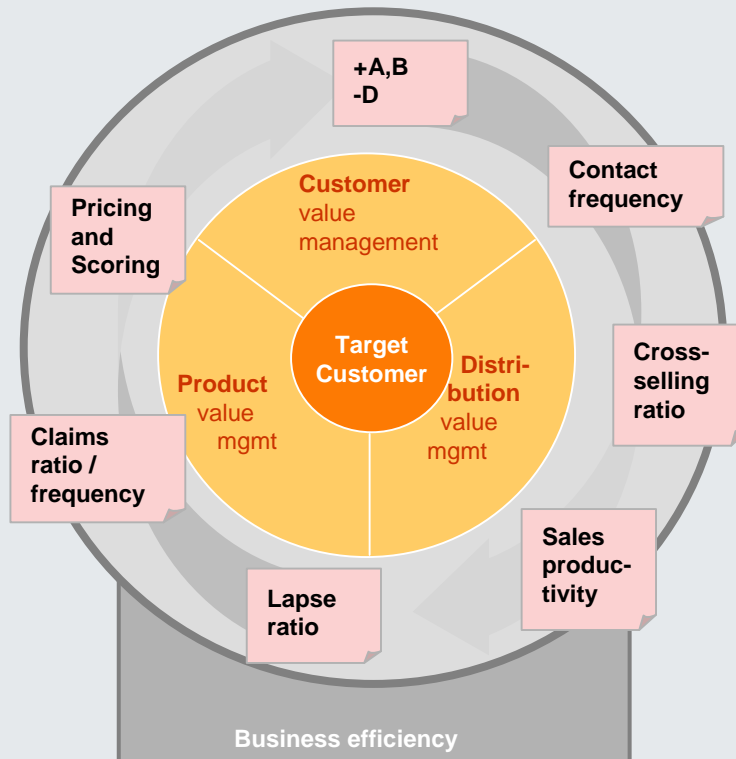 +A,B
-D
Contact
frequency
Customer
value
management
Pricing
and
Scoring
Target
Customer
Cross-
selling
ratio
Product
value
mgmt
Distri-
bution
value
mgmt
Claims
ratio /
frequency
Sales
produc-
tivity
Lapse
ratio
Business efficiency